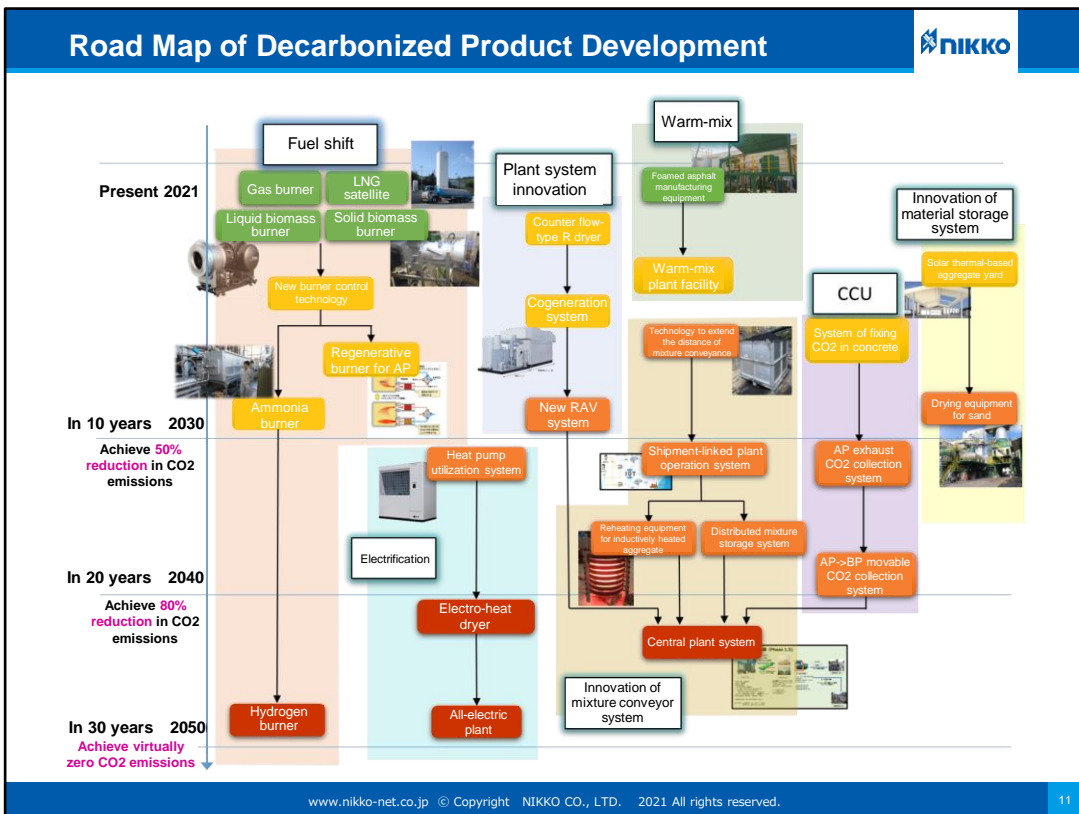 Road Map of Decarbonized Product Development
NIKKO
Present 2021
In 10 years 2030
Achieve 50%
reduction in CO2
emissions
In 20 years 2040
Achieve 80%
reduction in CO2
emissions
In 30 years 2050
Achieve virtually
zero CO2 emissions
Fuel shift
Gas burner
LNG
satellite
Liquid biomass
burner
Solid biomass
burner
New burner control
technology
Regenerative
burner for AP
Ammonia
burner
Hydrogen
burner
Plant system
innovation
Counter flow-
type R dryer
Cogeneration
system
New RAV
system
Electrification
Heat pump
utilization system
Electro-heat
dryer
All-electric
plant
Warm-mix
Foamed asphalt
manufacturing
equipment
Warm-mix
plant facility
Technology to extend
the distance of
mixture conveyance
Shipment-linked plant
operation system
Reheating equipment
for inductively heated
aggregate
Distributed mixture
storage system
Central plant system
Innovation of
mixture conveyor
system
CCU
System of fixing
CO2 in concrete
AP exhaust
CO2 collection
system
AP->BP movable
CO2 collection
system
Innovation of
material storage
system
Solar thermal-based
aggregate yard
Drying equipment
for sand
www.nikko-net.co.jp © Copyright NIKKO CO., LTD. 2021 All rights reserved.
11